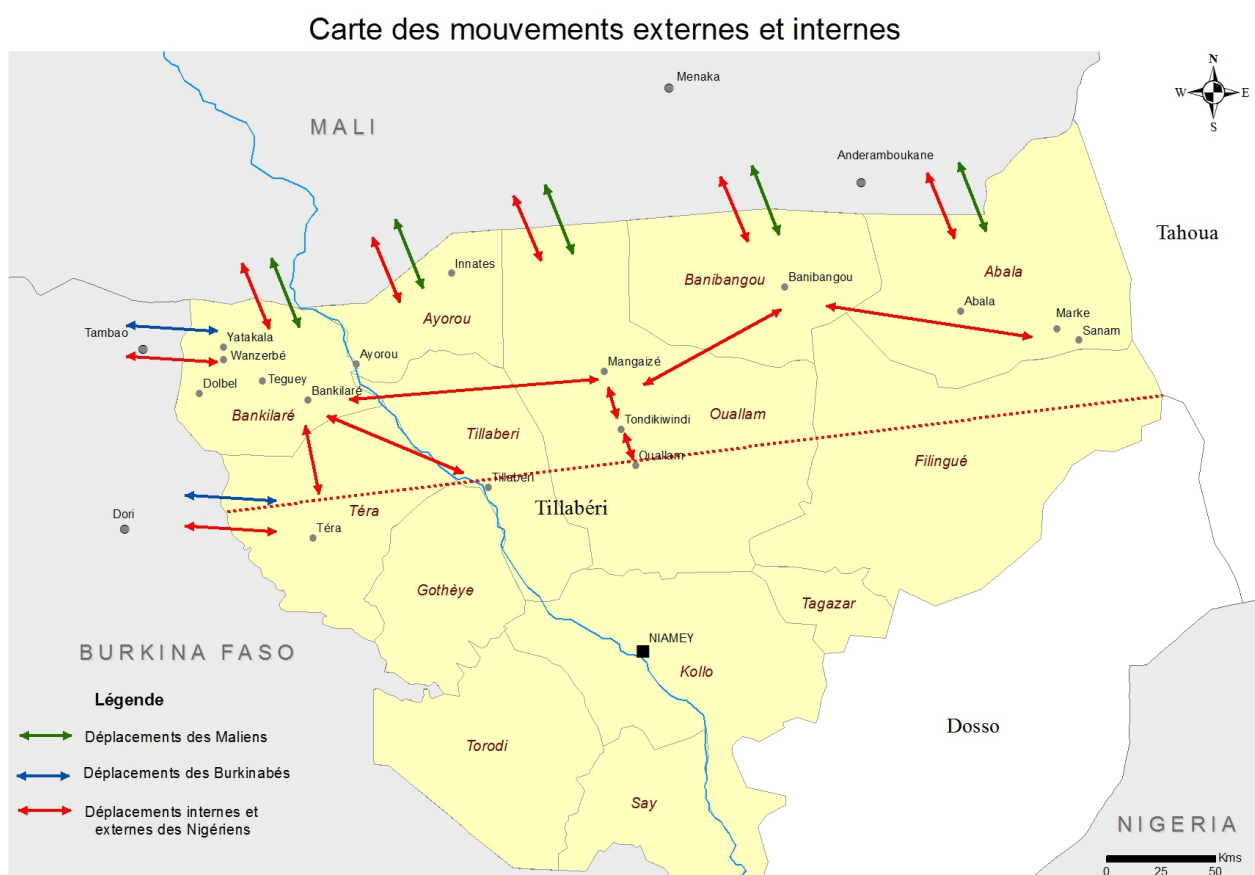 Carte des mouvements externes et internes
Menaka
N
W E
S
MALI
Anderamboukane
Tahoua
Innates
Banibangou
Banibangou
Abala
Abala
Ayorou
Marke
Sanam
Tambao
Yatakala
Wanzerbé
Ayorou
Mangaizé
Teguey
Dolbel
Bankilaré
Bankilaré
Ouallam
Tondikiwindi
Tillaberi
Ouallam
Filingué
Tillabéri
Tillabéri
Téra
Dori
Téra
Gothèye
Tagazar
NIAMEY
BURKINA FASO
Kollo
Légende
Dosso
Déplacements des Maliens
Torodi
Déplacements des Burkinabés
Say
Déplacements internes et
externes des Nigériens
NIGERIA
Kms
0 25 50